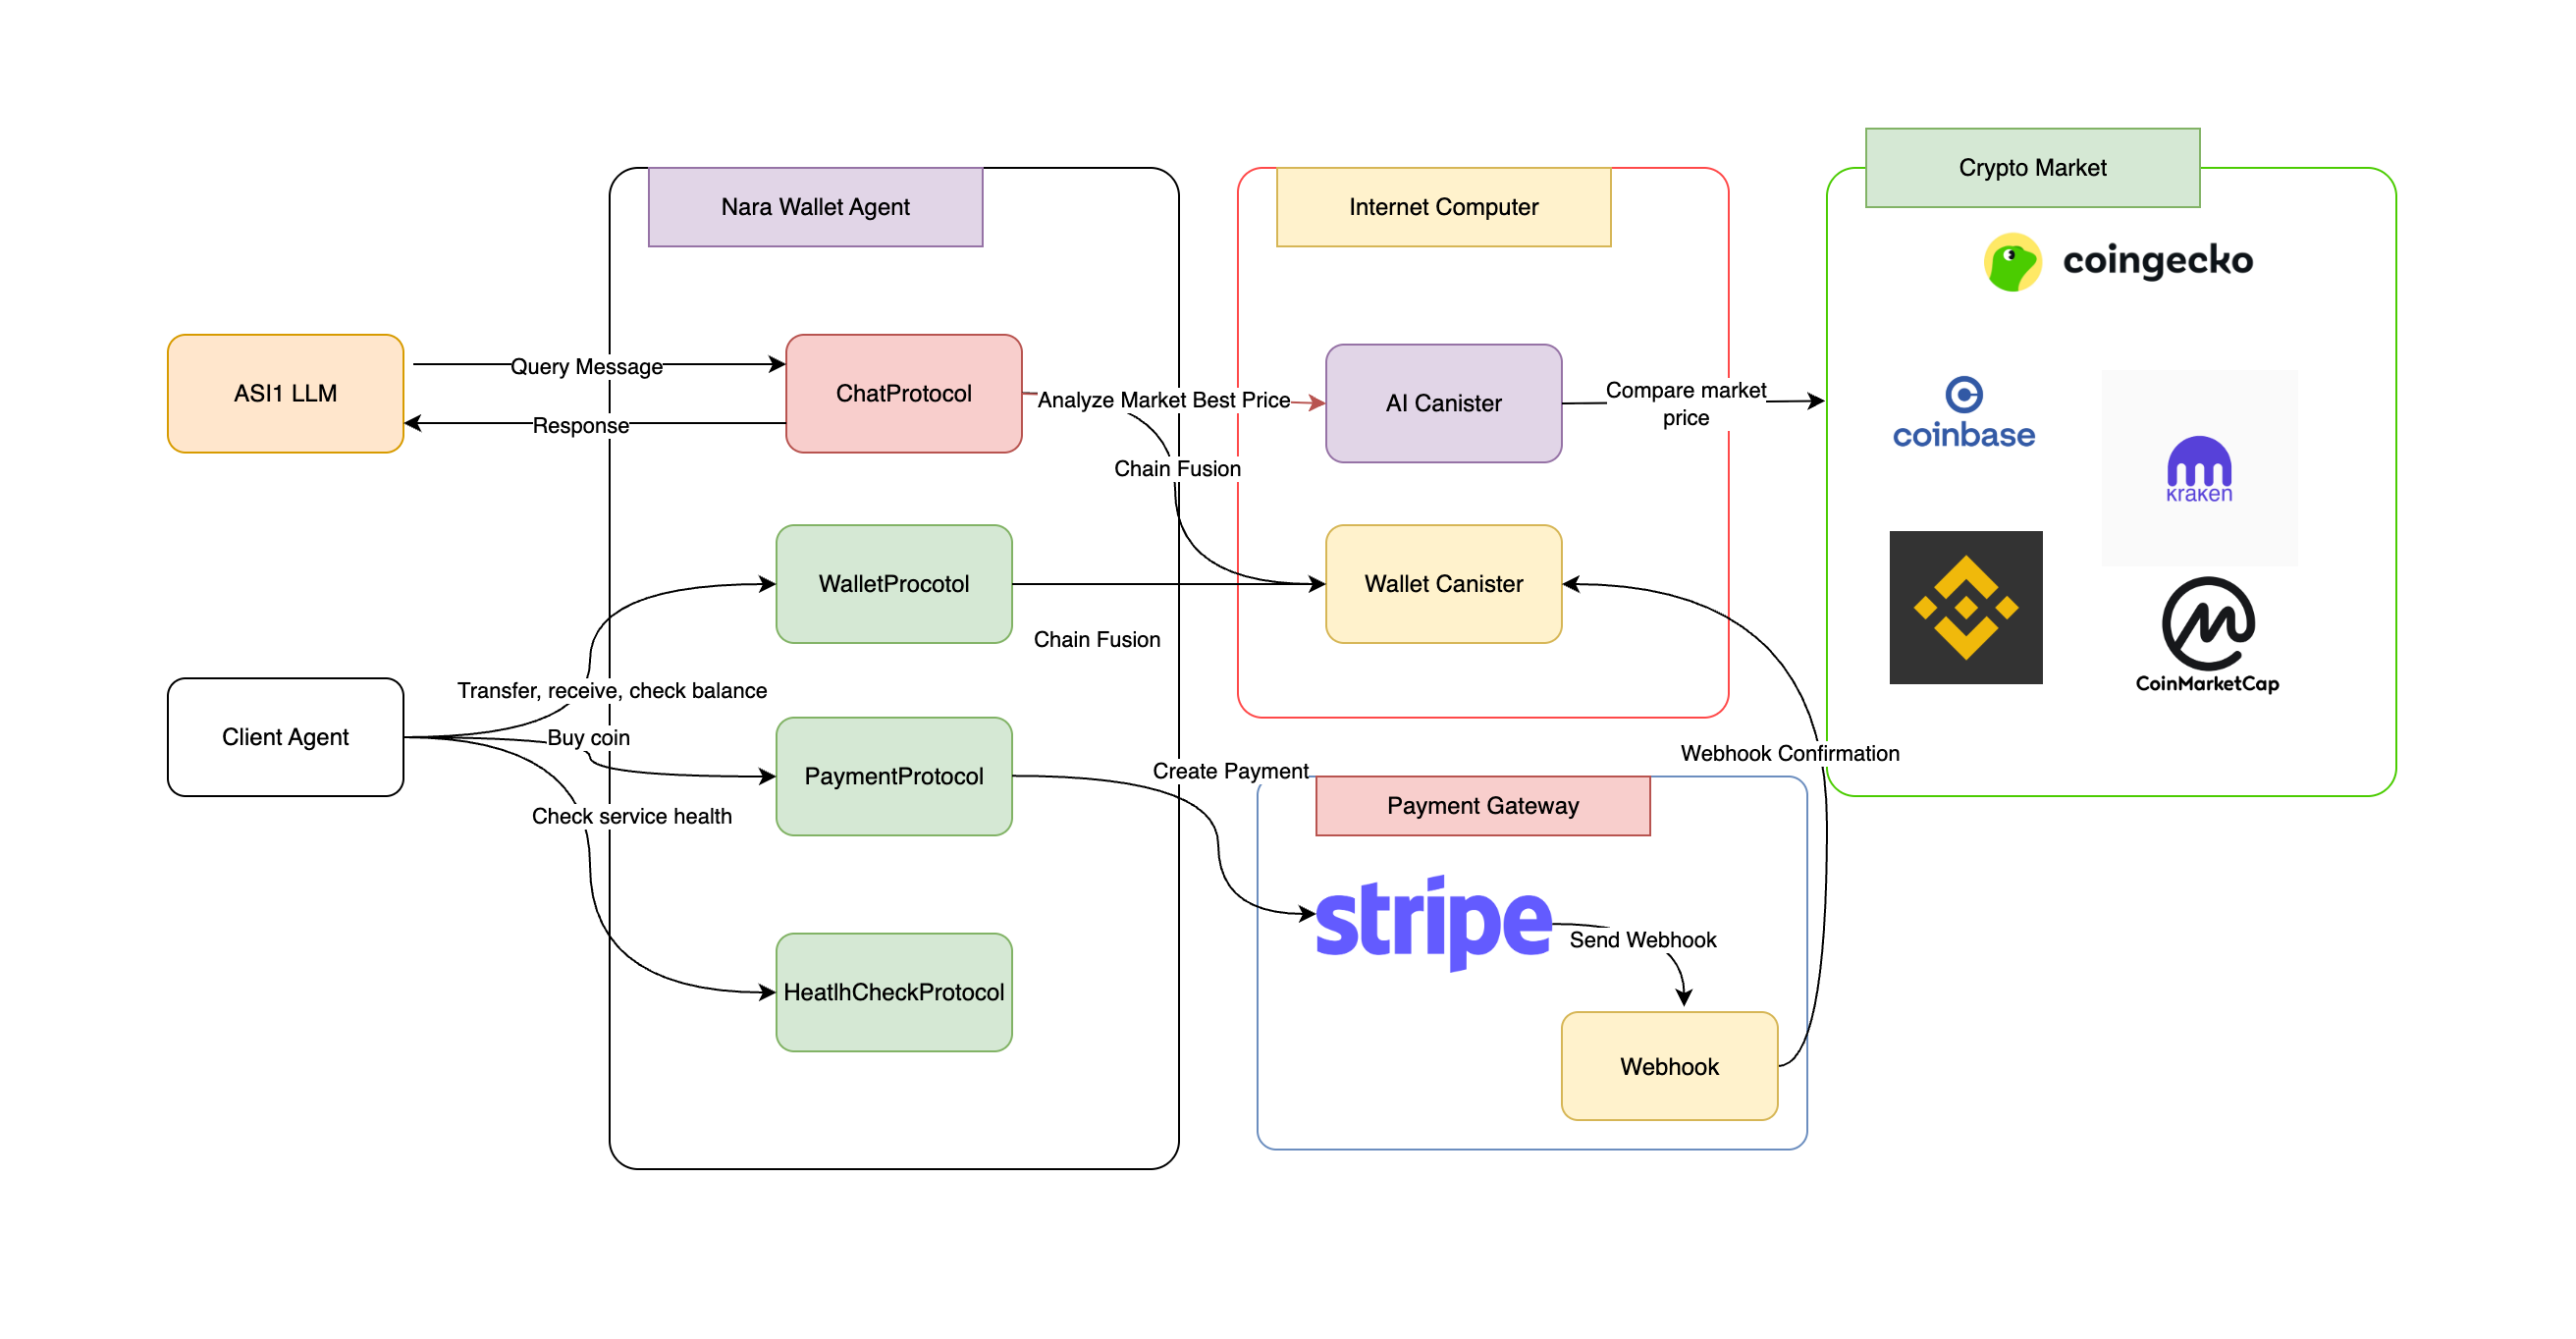 Crypto Market
Nara Wallet Agent
Internet Computer
coingecko
ASI1 LLM
Query Message
Response
ChatProtocol
Analyze Market Best Price
Chain Fusion
AI Canister
Compare market
price
coinbase
kraken
WalletProcotol
Wallet Canister
Chain Fusion
CoinMarketCap
Client Agent
Transfer, receive, check balance
Buy coin
Check service health
PaymentProtocol
Create Payment
Webhook Confirmation
Payment Gateway
stripe
Send Webhook
HeatlhCheckProtocol
Webhook